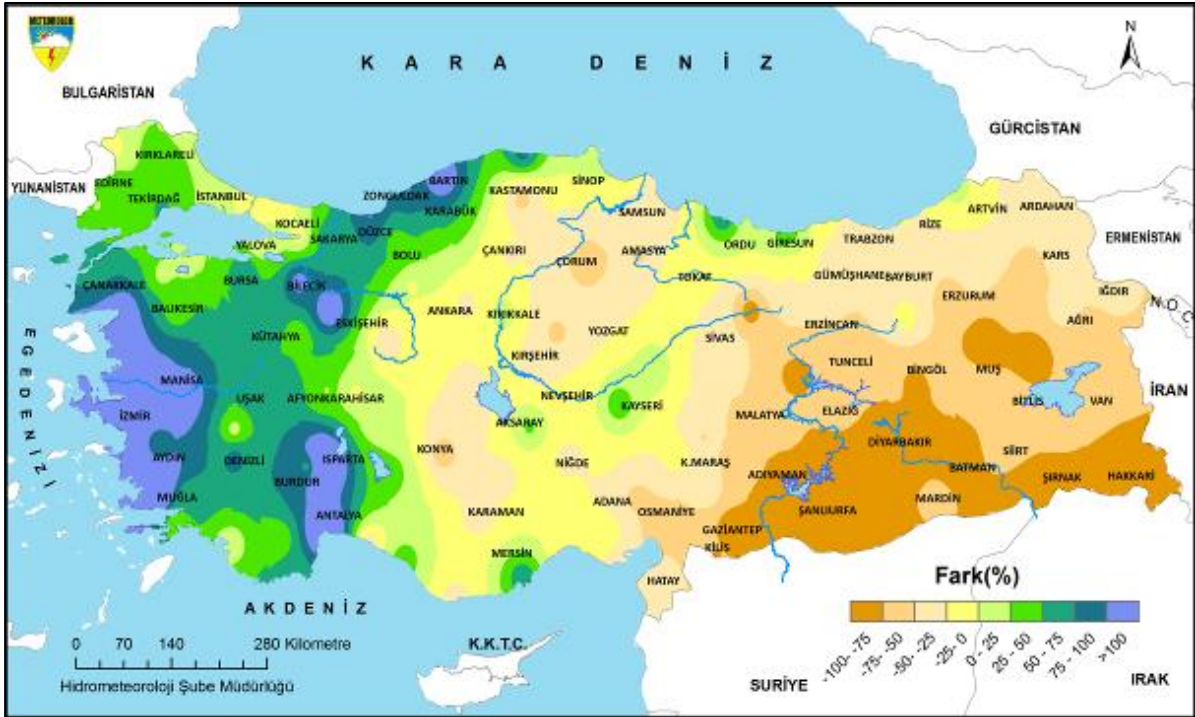 METEOROLOJİ
N
K A R A D E N İ Z
BULGARİSTAN
GÜRCİSTAN
YUNANİSTAN
ERMENİSTAN
KIRKLARELİ
EDİRNE
TEKİRDAĞ
İSTANBUL
KOCAELİ
YALOVA
SAKARYA
DÜZCE
ZONGULDAK
BARTIN
KARABÜK
KASTAMONU
SİNOP
SAMSUN
ORDU
GİRESUN
TRABZON
RİZE
ARTVİN
ARDAHAN
KARS
IĞDIR
AĞRI
ÇANAKKALE
BALIKESİR
BURSA
BİLECİK
BOLU
ÇANKIRI
ÇORUM
AMASYA
TOKAT
GÜMÜŞHANE
BAYBURT
ERZURUM
ERZİNCAN
KÜTAHYA
ESKİŞEHİR
ANKARA
KIRIKKALE
YOZGAT
SİVAS
KIRŞEHİR
TUNCELİ
BİNGÖL
MUŞ
BİTLİS
VAN
İRAN
E G E D E N İ Z İ
MANİSA
İZMİR
UŞAK
AFYONKARAHİSAR
AKSARAY
NEVŞEHİR
KAYSERİ
MALATYA
ELAZIĞ
DİYARBAKIR
AYDIN
DENİZLİ
BURDUR
ISPARTA
KONYA
NİĞDE
K.MARAŞ
ADIYAMAN
BATMAN
SİİRT
ŞIRNAK
HAKKARİ
MUĞLA
ANTALYA
KARAMAN
ADANA
OSMANİYE
GAZİANTEP
KİLİS
ŞANLIURFA
MARDİN
MERSİN
HATAY
A K D E N İ Z
K.K.T.C.
SURİYE
IRAK
Fark(%)
-100--75
-75--50
-50--25
-25- 0
0 - 25
25 - 50
50 - 75
75 - 100
>100
0 70 140 280 Kilometre
Hidrometeoroloji Şube Müdürlüğü